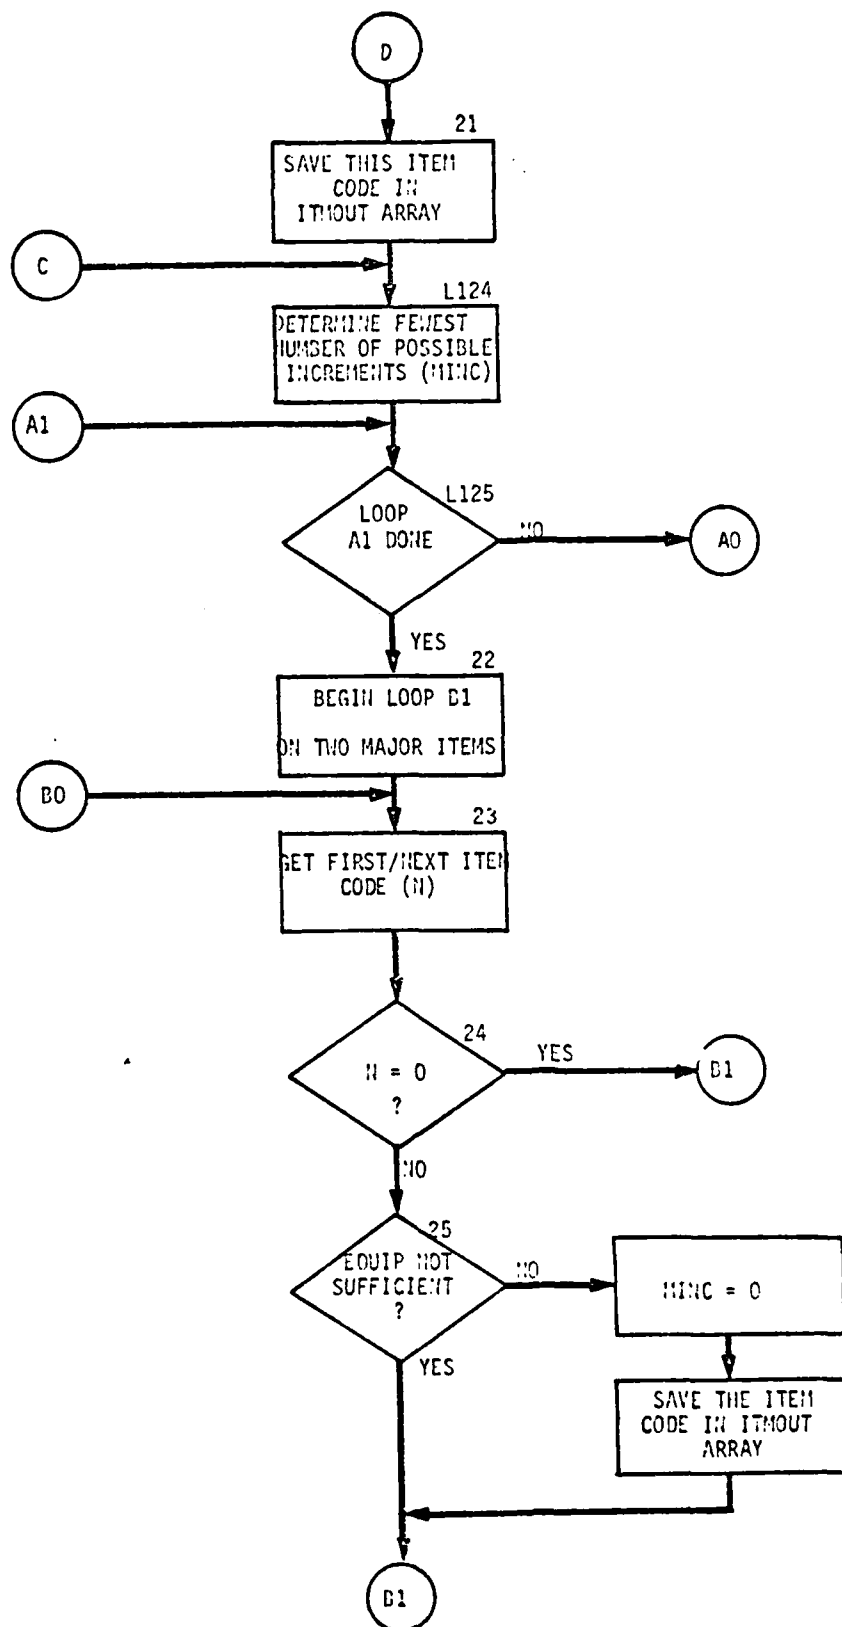 D
21
SAVE THIS ITEM
CODE IN
ITMOUT ARRAY
C
L124
DETERMINE FEWEST
NUMBER OF POSSIBLE
INCREMENTS (MINC)
A1
L125
LOOP
A1 DONE
NO
A0
YES
22
BEGIN LOOP B1
ON TWO MAJOR ITEMS
B0
23
GET FIRST/NEXT ITEM
CODE (N)
24
N = 0
?
YES
B1
NO
25
EQUIP NOT
SUFFICIENT
?
NO
MINC = 0
YES
SAVE THE ITEM
CODE IN ITMOUT
ARRAY
B1